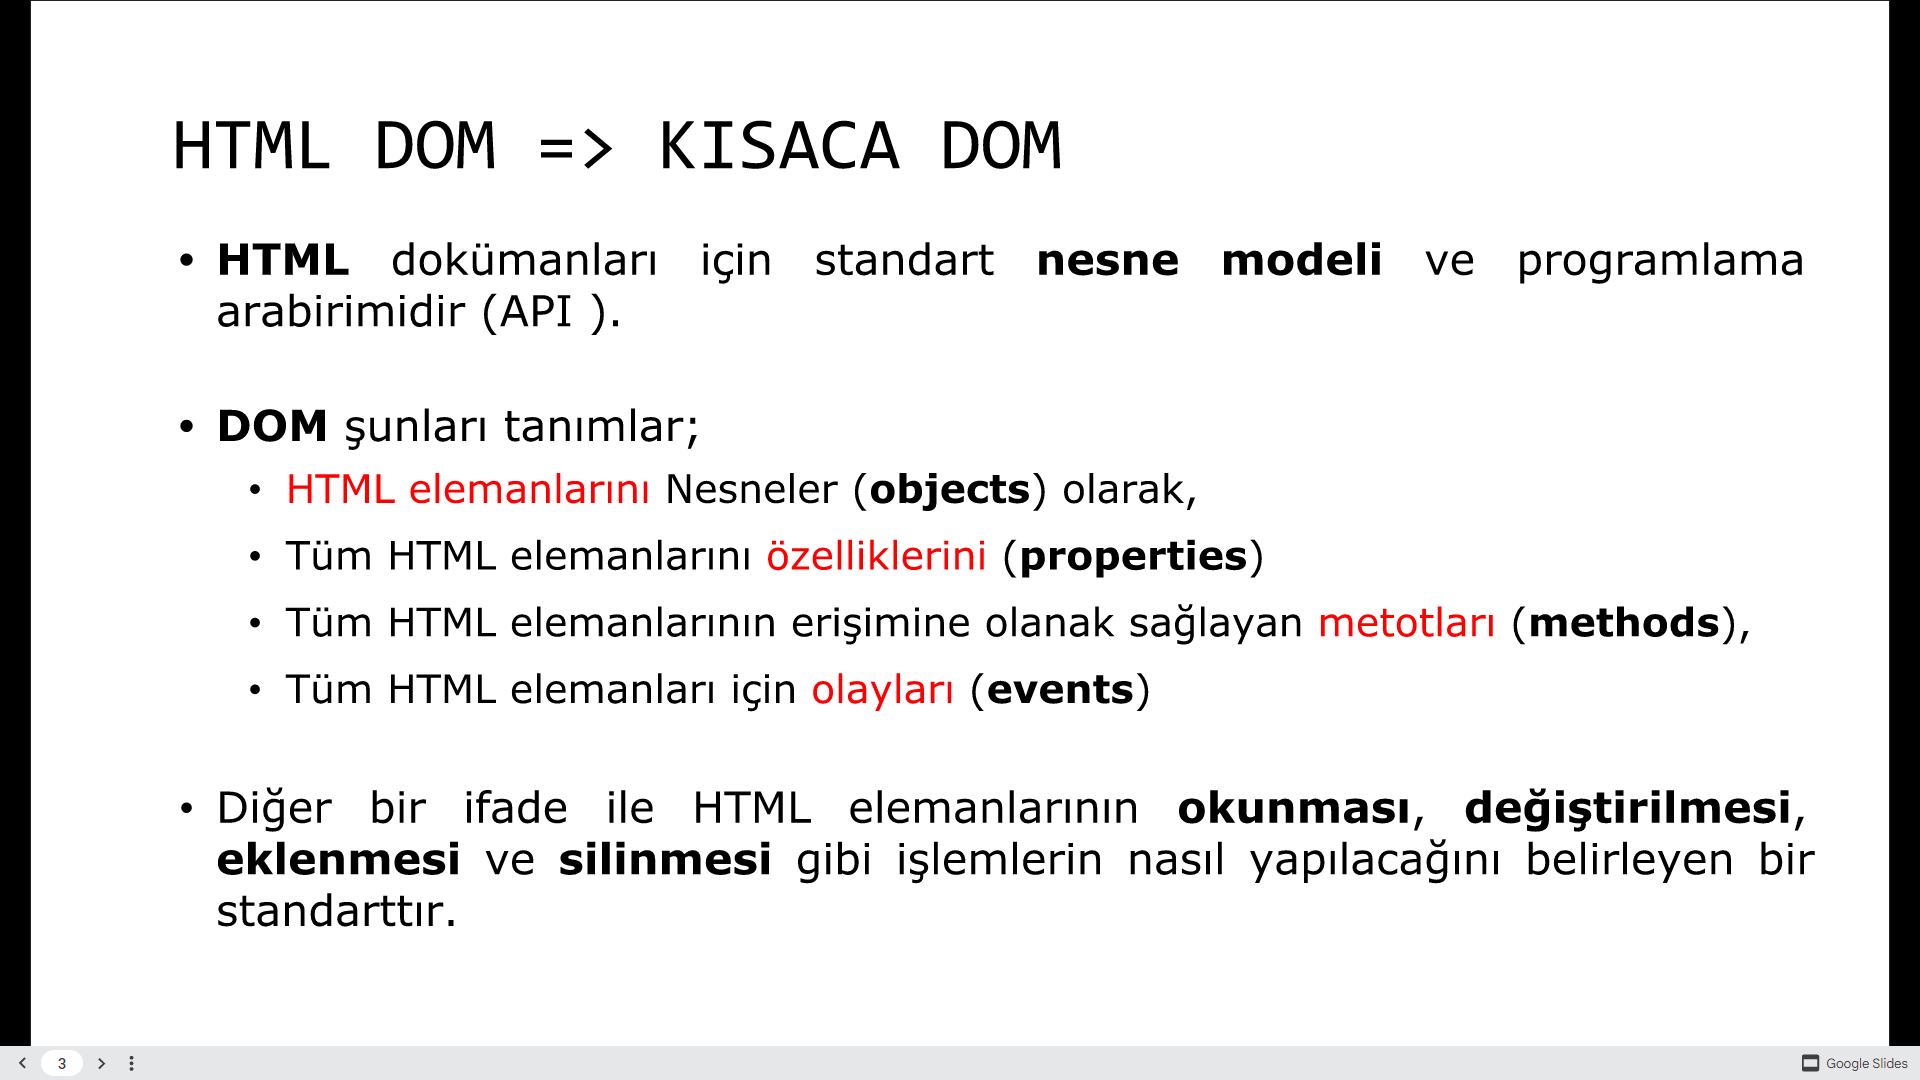 HTML DOM => KISACA DOM
• HTML dokümanları için standart nesne modeli ve programlama
arabirimidir (API ).
• DOM şunları tanımlar;
• HTML elemanlarını Nesneler (objects) olarak,
• Tüm HTML elemanlarını özelliklerini (properties)
• Tüm HTML elemanlarının erişimine olanak sağlayan metotları (methods),
• Tüm HTML elemanları için olayları (events)
• Diğer bir ifade ile HTML elemanlarının okunması, değiştirilmesi,
eklenmesi ve silinmesi gibi işlemlerin nasıl yapılacağını belirleyen bir
standarttır.
3
Google Slides